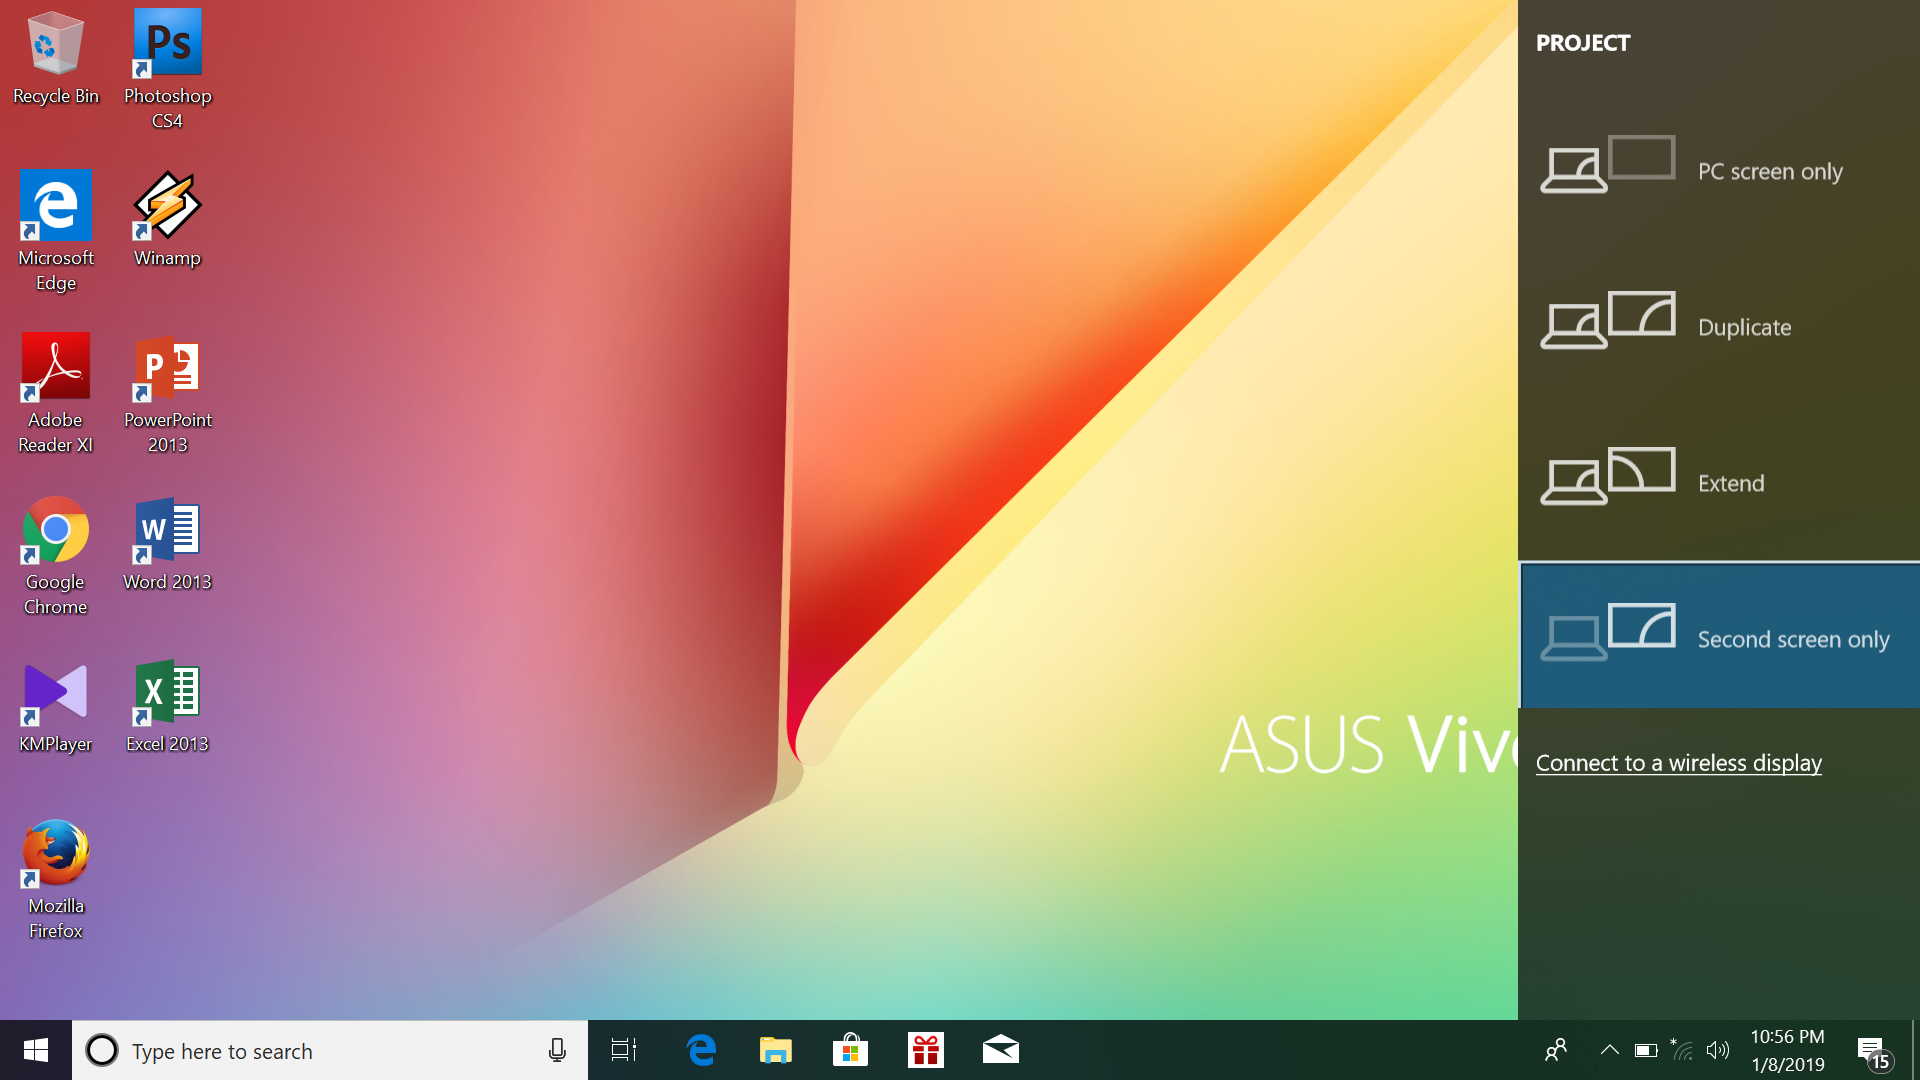 Recycle Bin
Photoshop
CS4
Microsoft
Edge
Winamp
Adobe
Reader XI
PowerPoint
2013
Google
Chrome
Word 2013
KMPlayer
Excel 2013
Mozilla
Firefox
ASUS Vivo
PROJECT
PC screen only
Duplicate
Extend
Second screen only
Connect to a wireless display
Type here to search
10:56 PM
1/8/2019
15